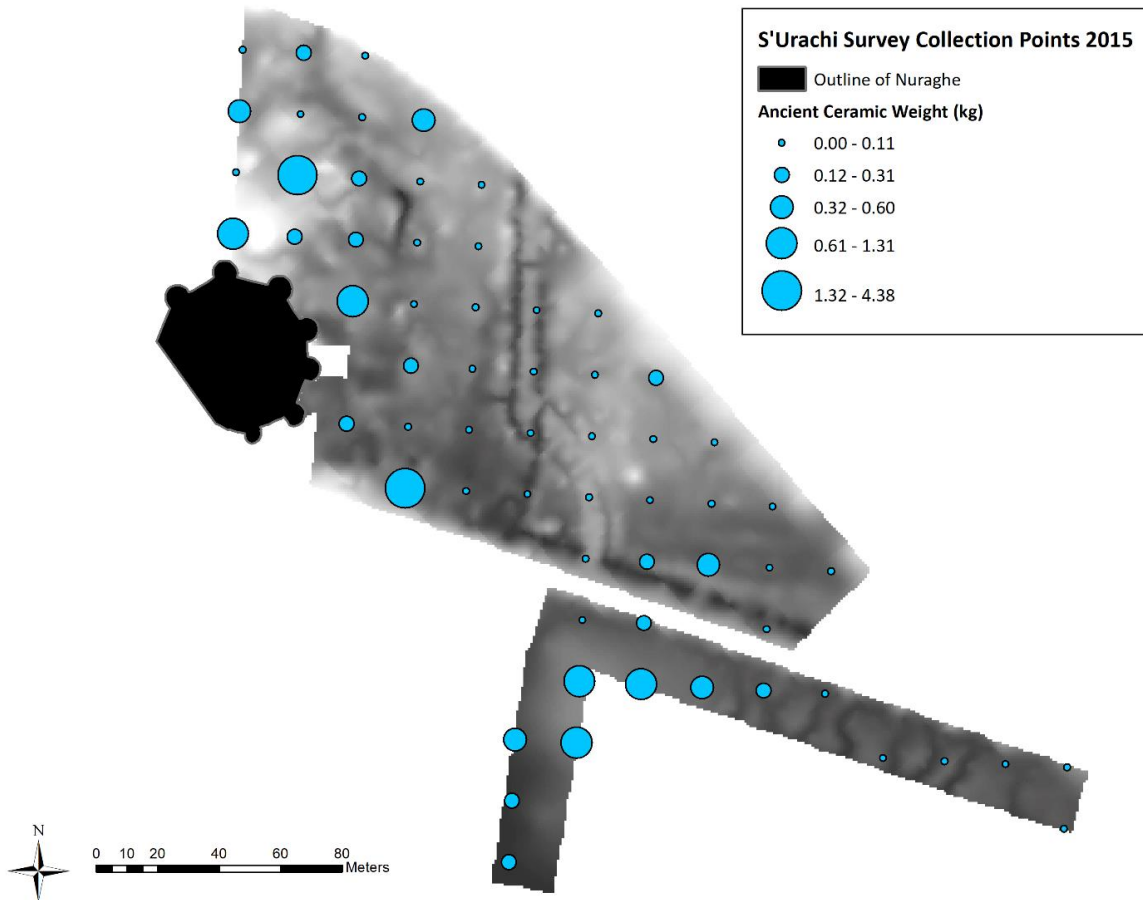 S'Urachi Survey Collection Points 2015
Outline of Nuraghe
Ancient Ceramic Weight (kg)
0.00 - 0.11
0.12 - 0.31
0.32 - 0.60
0.61 - 1.31
1.32 - 4.38
N
0 10 20 40 60 80
Meters